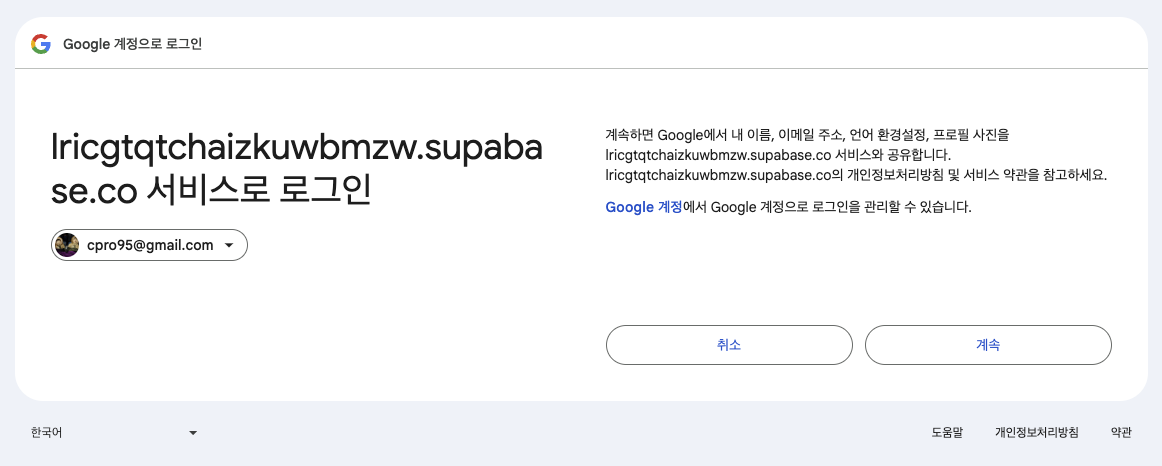 Google 계정으로 로그인
lricgtqtchaizkuwbmzw.supaba
se.co 서비스로 로그인
cpro95@gmail.com
계속하면 Google에서 내 이름, 이메일 주소, 언어 환경설정, 프로필 사진을
lricgtqtchaizkuwbmzw.supabase.co 서비스와 공유합니다.
lricgtqtchaizkuwbmzw.supabase.co의 개인정보처리방침 및 서비스 약관을 참고하세요.
Google 계정에서 Google 계정으로 로그인을 관리할 수 있습니다.
취소
계속
한국어
도움말
개인정보처리방침
약관